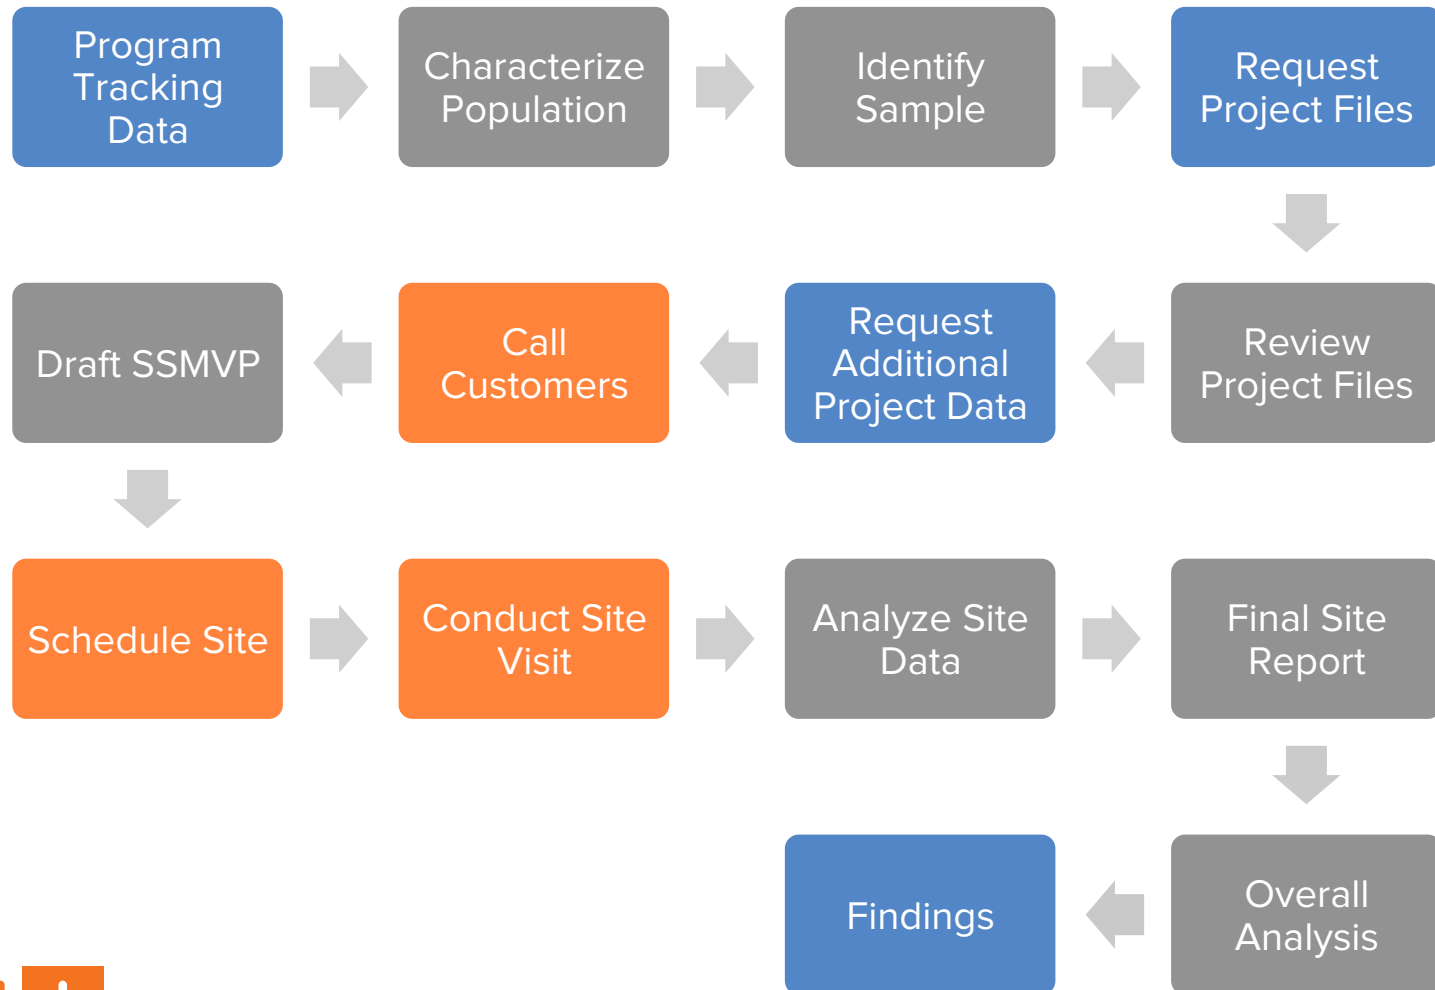 Program
Tracking
Data
Characterize
Population
Identify
Sample
Request
Project Files
Review
Project Files
Request
Additional
Project Data
Call
Customers
Draft SSMVP
Schedule Site
Conduct Site
Visit
Analyze Site
Data
Final Site
Report
Overall
Analysis
Findings